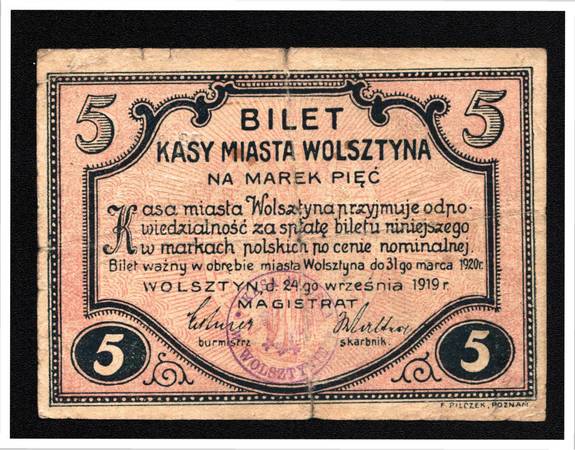 5 5
BILET
KASY MIASTA WOLSZTYNA
NA MAREK PIĘĆ
Kasa miasta Wolsztyna przyjmuje odpo-
wiedzialność za spłatę biletu niniejszego
w markach polskich po cenie nominalnej.
Bilet ważny w obrębie miasta Wolsztyna do 31go marca 1920r.
WOLSZTYN, d. 24.go września 1919 r.
MAGISTRAT
burmistrz skarbnik.
WOLSZTYNA
5 5
F. PILCZEK, POZNAŃ